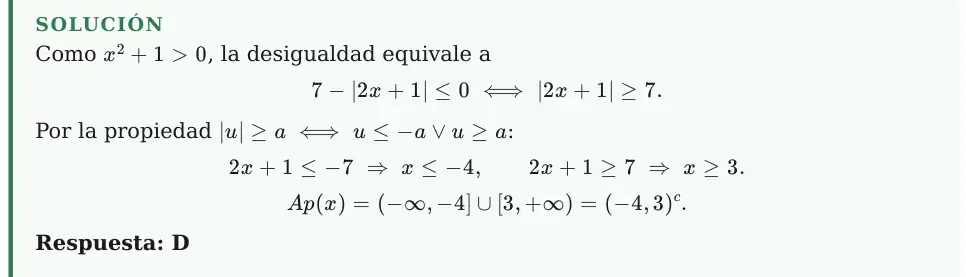 SOLUCIÓN
Como x² + 1 > 0, la desigualdad equivale a
7 − |2x + 1| ≤ 0 ⟺ |2x + 1| ≥ 7.
Por la propiedad |u| ≥ a ⟺ u ≤ −a ∨ u ≥ a:
2x + 1 ≤ −7 ⇒ x ≤ −4, 2x + 1 ≥ 7 ⇒ x ≥ 3.
Ap(x) = (−∞, −4] ∪ [3, +∞) = (−4, 3)ᶜ.
Respuesta: D